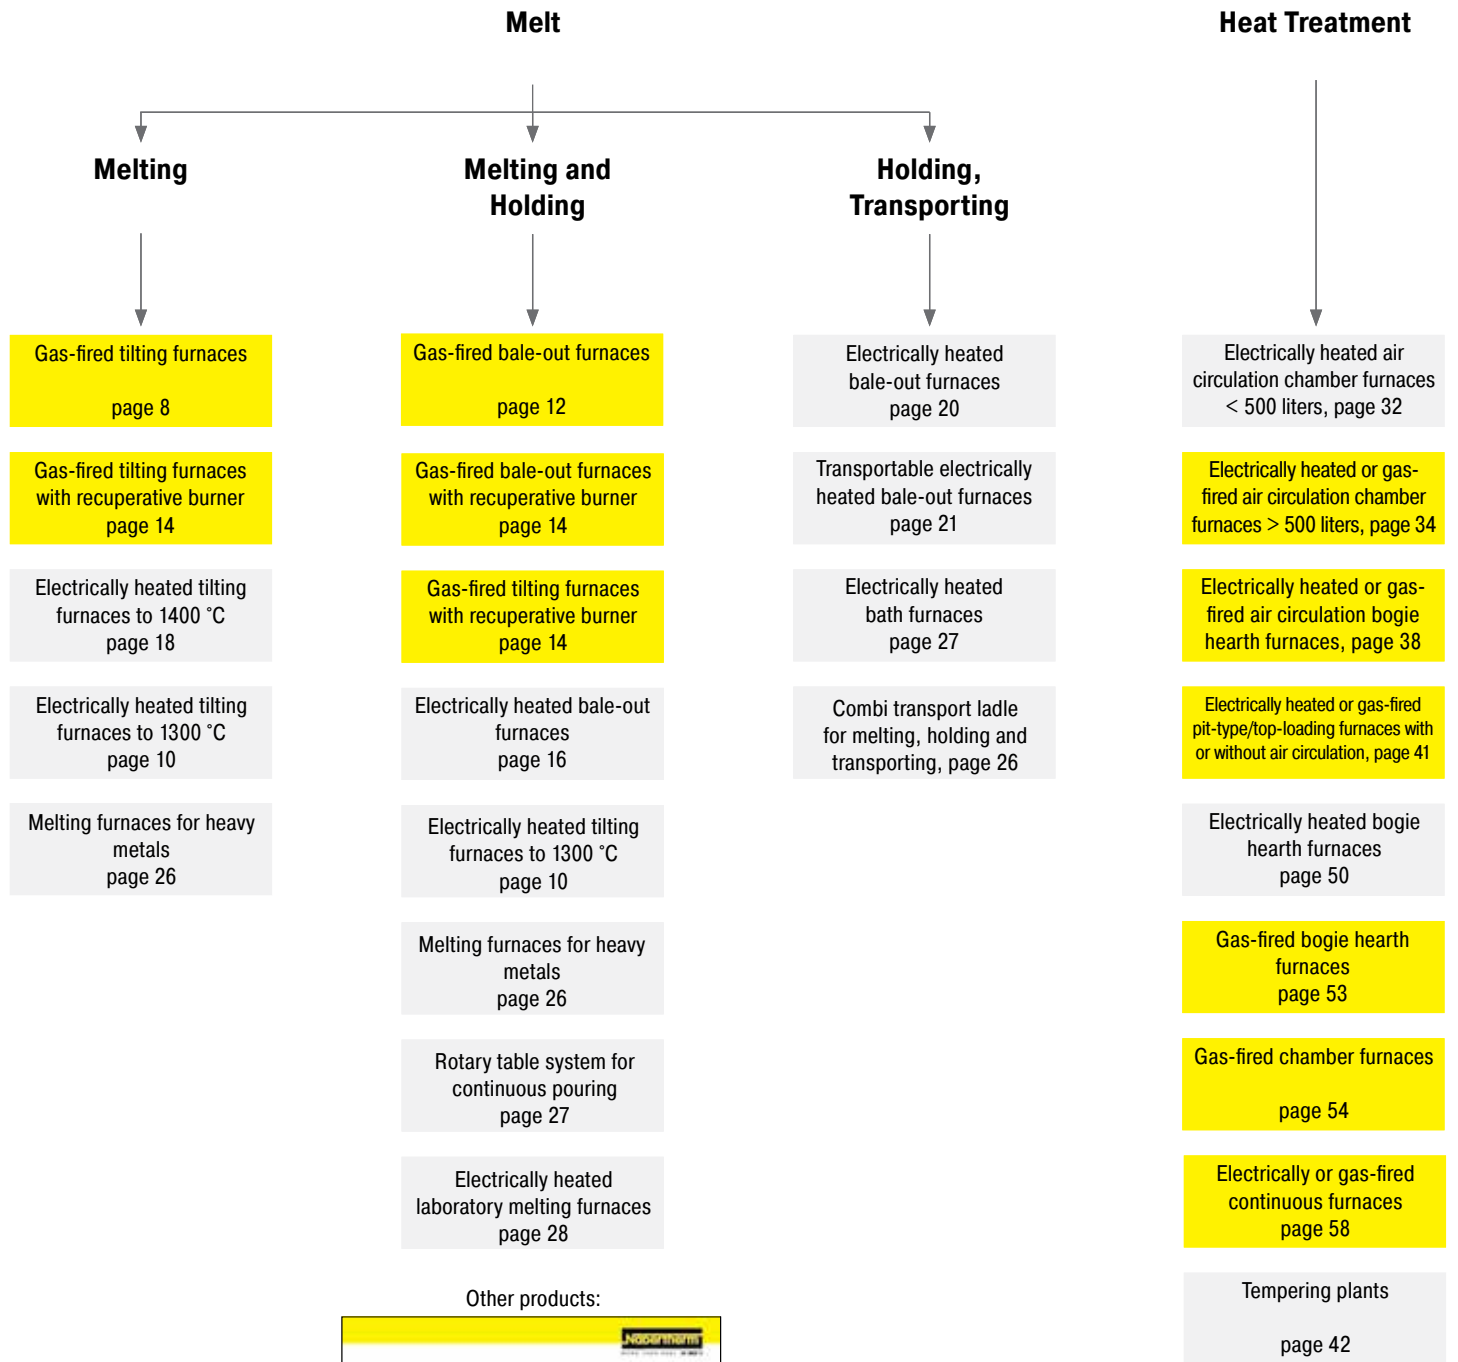 Melt
Heat Treatment
Melting
Melting and
Holding
Holding,
Transporting
Gas-fired tilting furnaces
page 8
Gas-fired tilting furnaces
with recuperative burner
page 14
Electrically heated tilting
furnaces to 1400 °C
page 18
Electrically heated tilting
furnaces to 1300 °C
page 10
Melting furnaces for heavy
metals
page 26
Gas-fired bale-out furnaces
page 12
Gas-fired bale-out furnaces
with recuperative burner
page 14
Gas-fired tilting furnaces
with recuperative burner
page 14
Electrically heated bale-out
furnaces
page 16
Electrically heated tilting
furnaces to 1300 °C
page 10
Melting furnaces for heavy
metals
page 26
Rotary table system for
continuous pouring
page 27
Electrically heated
laboratory melting furnaces
page 28
Other products:
Nabertherm
Electrically heated
bale-out furnaces
page 20
Transportable electrically
heated bale-out furnaces
page 21
Electrically heated
bath furnaces
page 27
Combi transport ladle
for melting, holding and
transporting, page 26
Electrically heated air
circulation chamber furnaces
< 500 liters, page 32
Electrically heated or gas-
fired air circulation chamber
furnaces > 500 liters, page 34
Electrically heated or gas-
fired air circulation bogie
hearth furnaces, page 38
Electrically heated or gas-fired
pit-type/top-loading furnaces with
or without air circulation, page 41
Electrically heated bogie
hearth furnaces
page 50
Gas-fired bogie hearth
furnaces
page 53
Gas-fired chamber furnaces
page 54
Electrically or gas-fired
continuous furnaces
page 58
Tempering plants
page 42